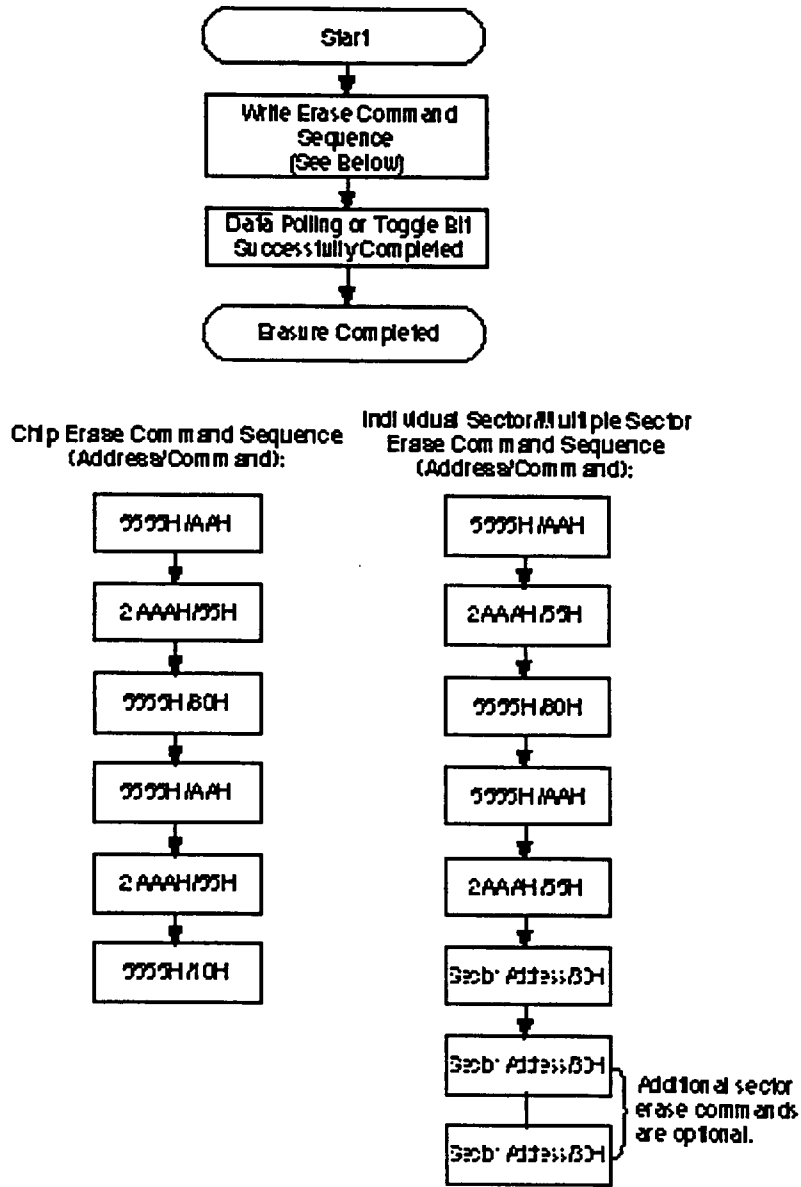 Start
Write Erase Command
Sequence
(See Below)
Data Polling or Toggle Bit
Successfully Completed
Erasure Completed
Chip Erase Command Sequence
(Address/Command):
5555H/AAH
2AAAH/55H
5555H/80H
5555H/AAH
2AAAH/55H
5555H/10H
Individual Sector/Multiple Sector
Erase Command Sequence
(Address/Command):
5555H/AAH
2AAAH/55H
5555H/80H
5555H/AAH
2AAAH/55H
Sector Address/30H
Sector Address/30H
Sector Address/30H
Additional sector
erase commands
are optional.